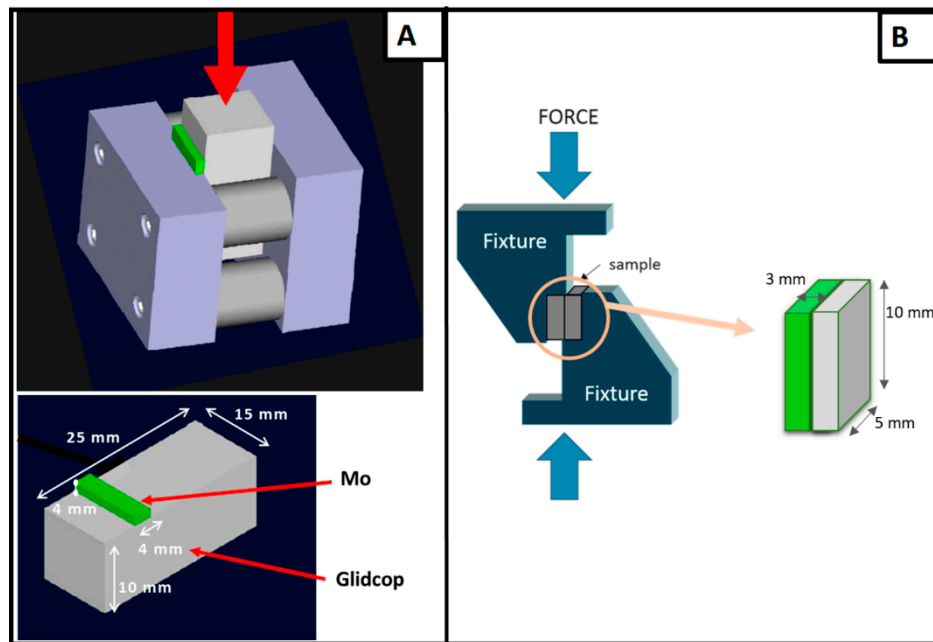 A
25 mm
15 mm
4 mm
Mo
4 mm
10 mm
Glidcop
B
FORCE
Fixture
sample
Fixture
3 mm
10 mm
5 mm